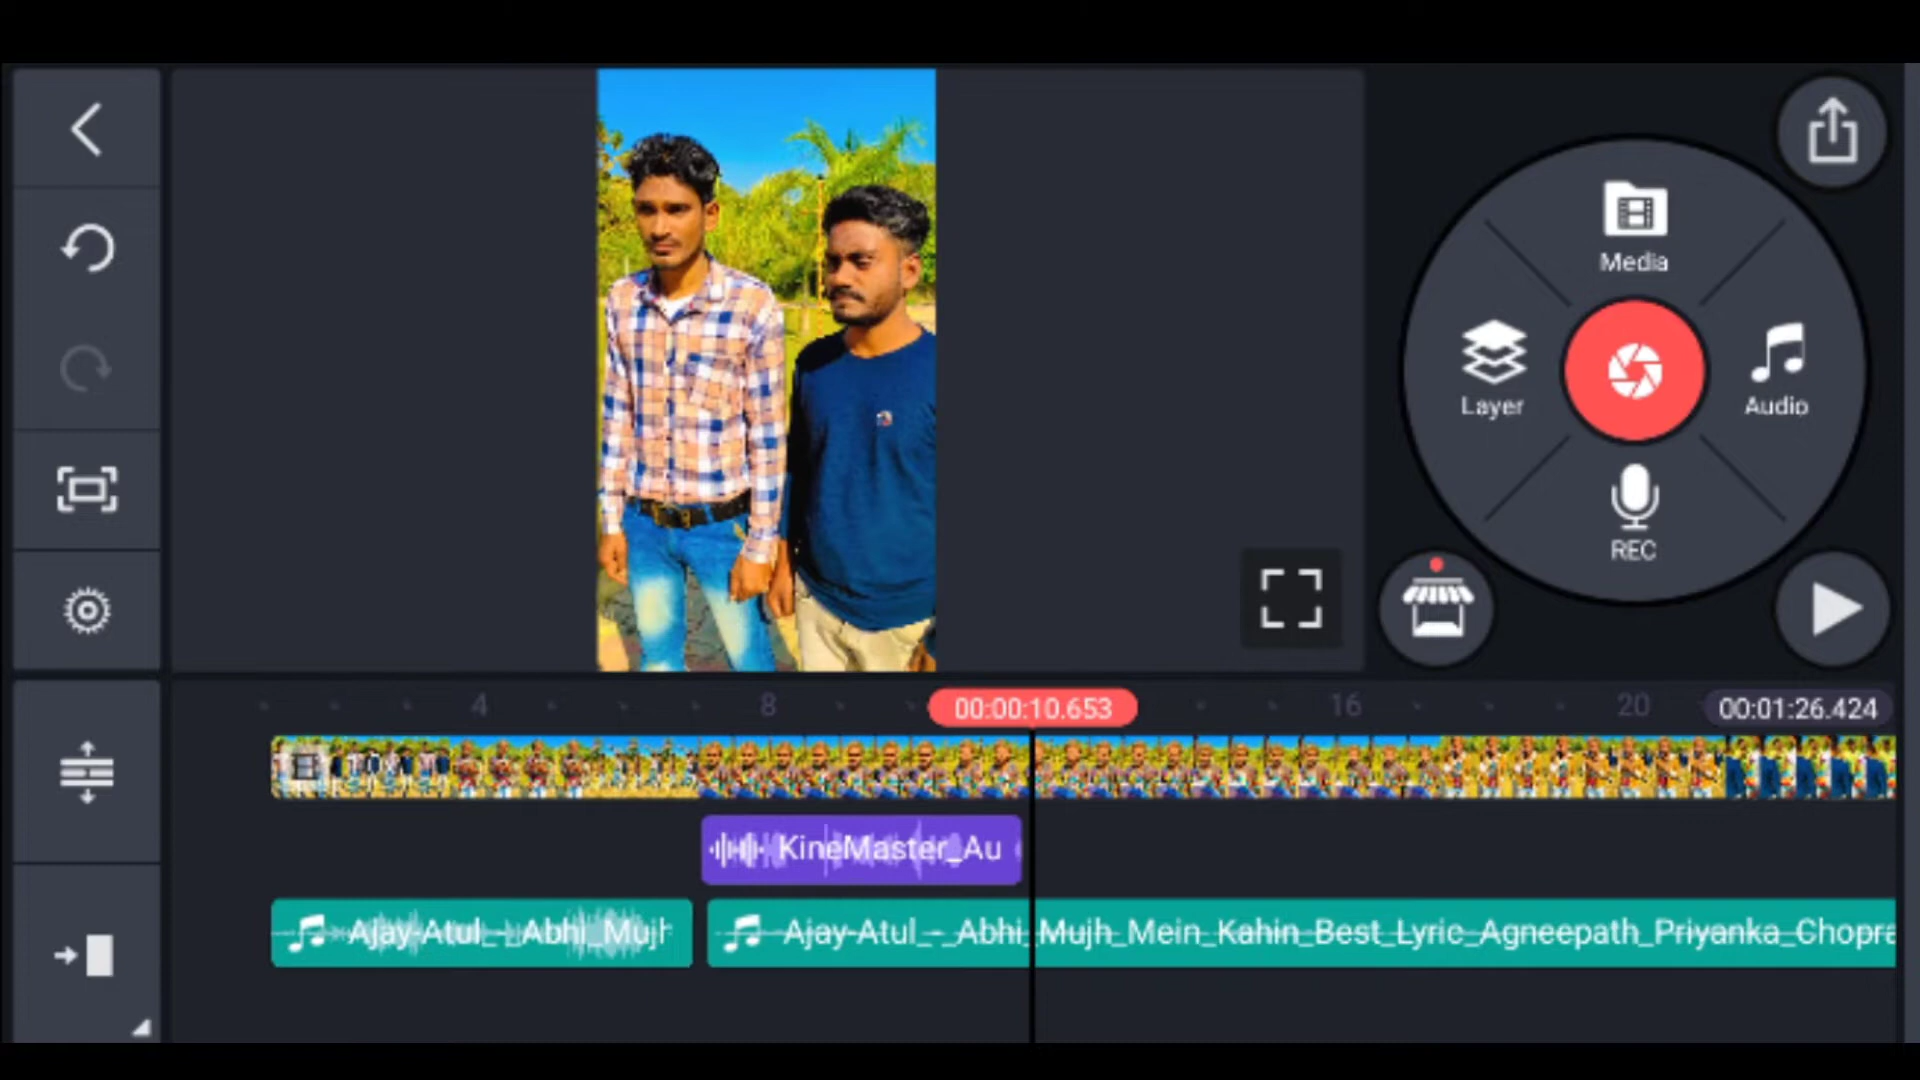 Media
Layer
Audio
REC
4
8
00:00:10.653
16
20
00:01:26.424
KineMaster_Au
Ajay-Atul_-_Abhi_Mujh
Ajay-Atul_-_Abhi_Mujh_Mein_Kahin_Best_Lyric_Agneepath_Priyanka_Chopra